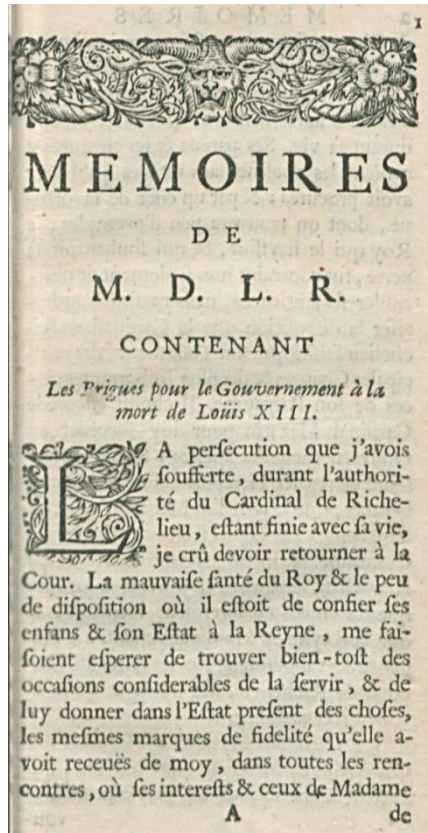 1
MEMOIRES
DE
M. D. L. R.
CONTENANT
Les Brigues pour le Gouvernement à la
mort de Loüis XIII.
LA perſecution que j'avois
ſoufferte, durant l'authori-
té du Cardinal de Riche-
lieu, eſtant finie avec ſa vie,
je crû devoir retourner à la
Cour. La mauvaiſe ſanté du Roy & le peu
de diſpoſition où il eſtoit de confier ſes
enfans & ſon Eſtat à la Reyne, me fai-
ſoient eſperer de trouver bien-toſt des
occaſions conſiderables de la ſervir, & de
luy donner dans l'Eſtat preſent des choſes,
les meſmes marques de fidelité qu'elle a-
voit receuës de moy, dans toutes les ren-
contres, où ſes intereſts & ceux de Madame
A de